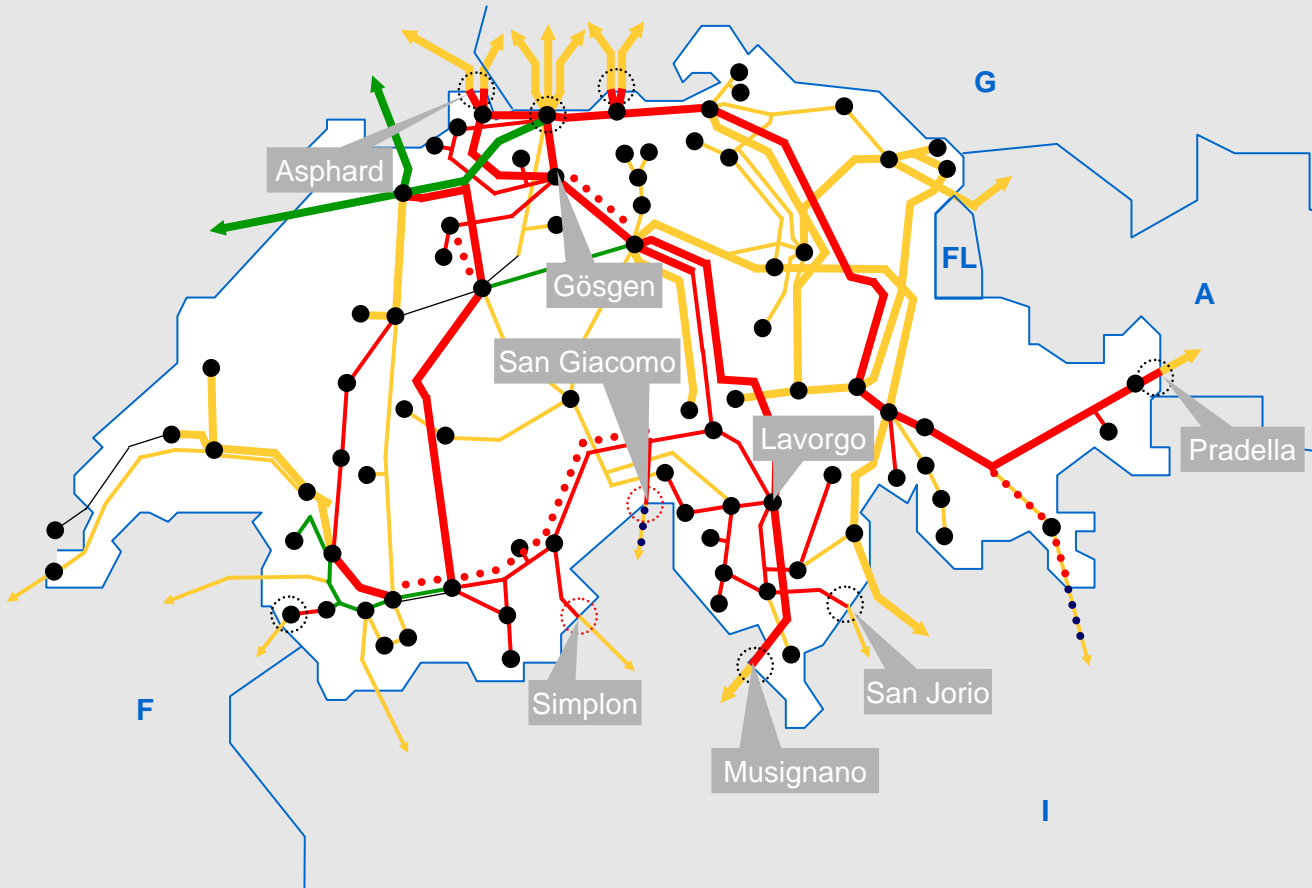 G
Asphard
FL
Gösgen
A
San Giacomo
Lavorgo
Pradella
San Jorio
Simplon
F
Musignano
I